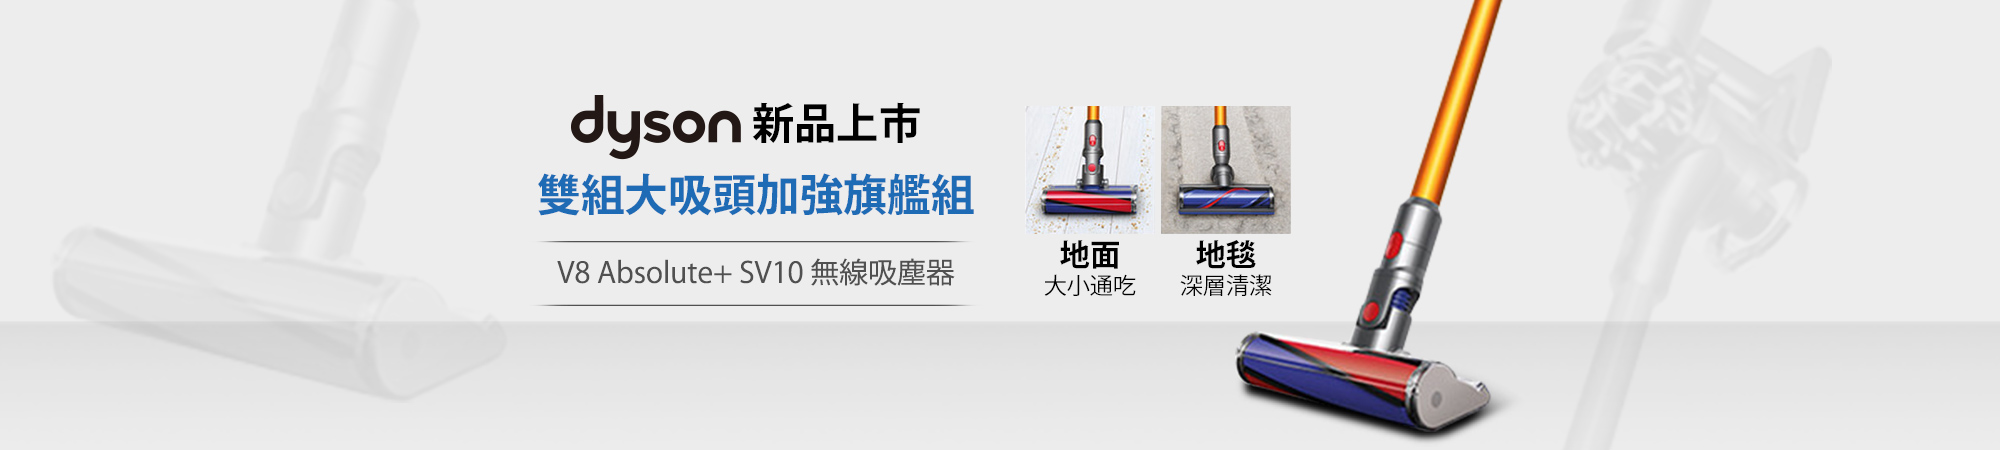 dyson 新品上市
雙組大吸頭加強旗艦組
V8 Absolute+ SV10 無線吸塵器
地面
大小通吃
地毯
深層清潔